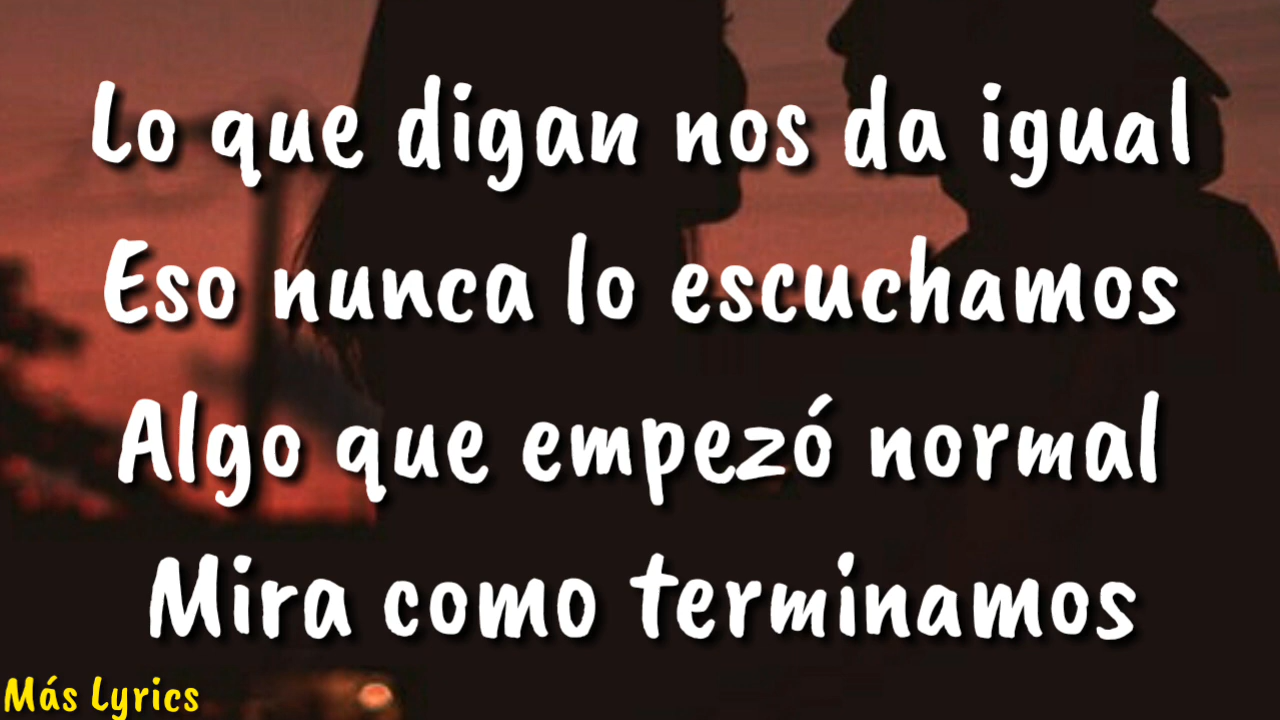 Lo que digan nos da igual
Eso nunca lo escuchamos
Algo que empezó normal
Mira como terminamos
Más Lyrics